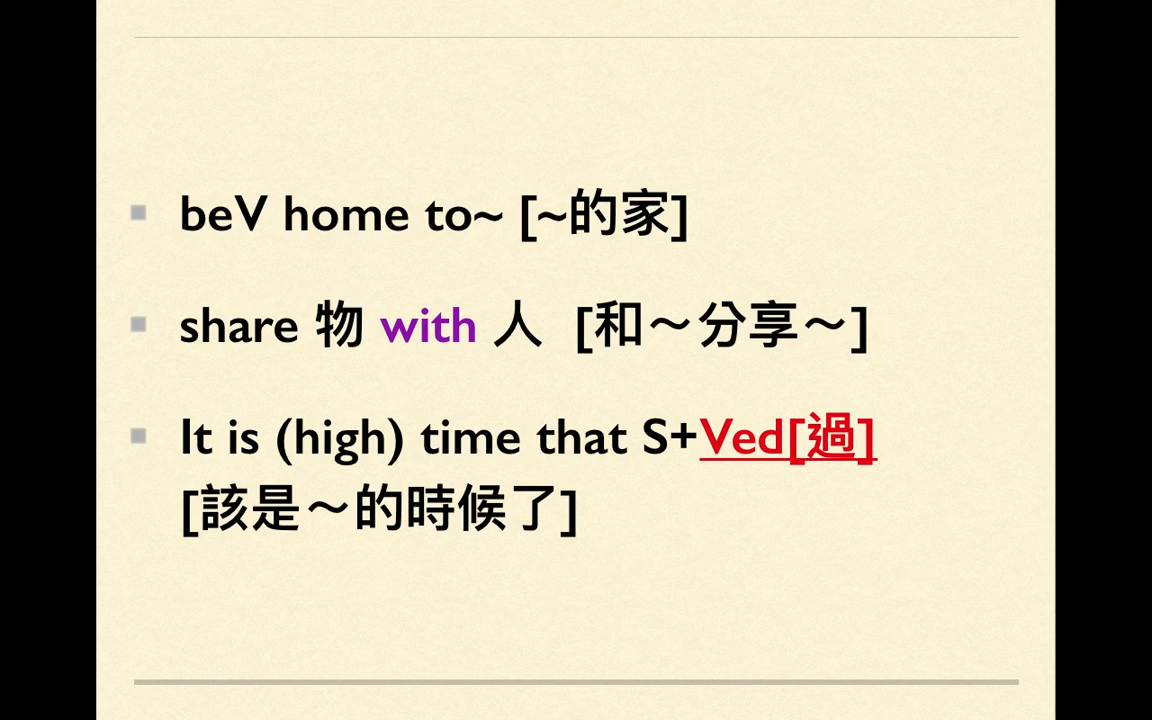 beV home to~ [~的家]
share 物 with 人 [和～分享～]
It is (high) time that S+Ved[過]
[該是～的時候了]